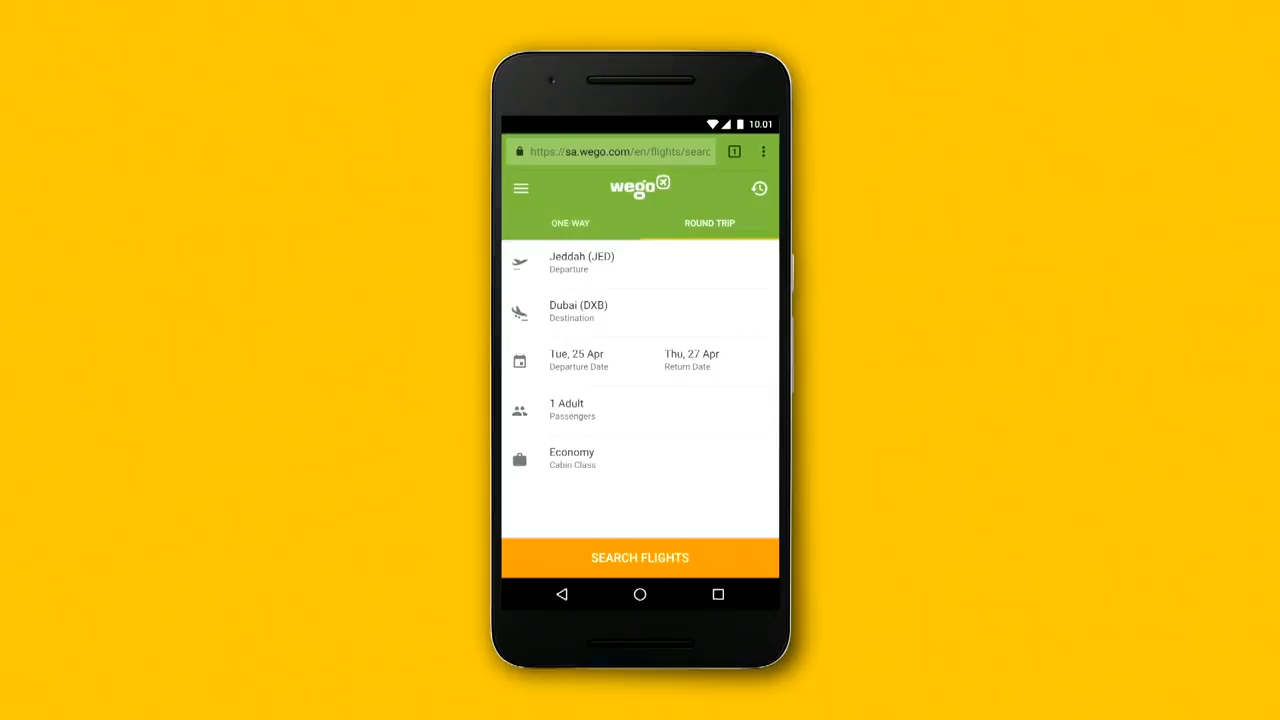 10.01
https://sa.wego.com/en/flights/searc
1
wego
ONE-WAY
ROUND TRIP
Jeddah (JED)
Departure
Dubai (DXB)
Destination
Tue, 25 Apr
Thu, 27 Apr
Departure Date
Return Date
1 Adult
Passengers
Economy
Cabin Class
SEARCH FLIGHTS